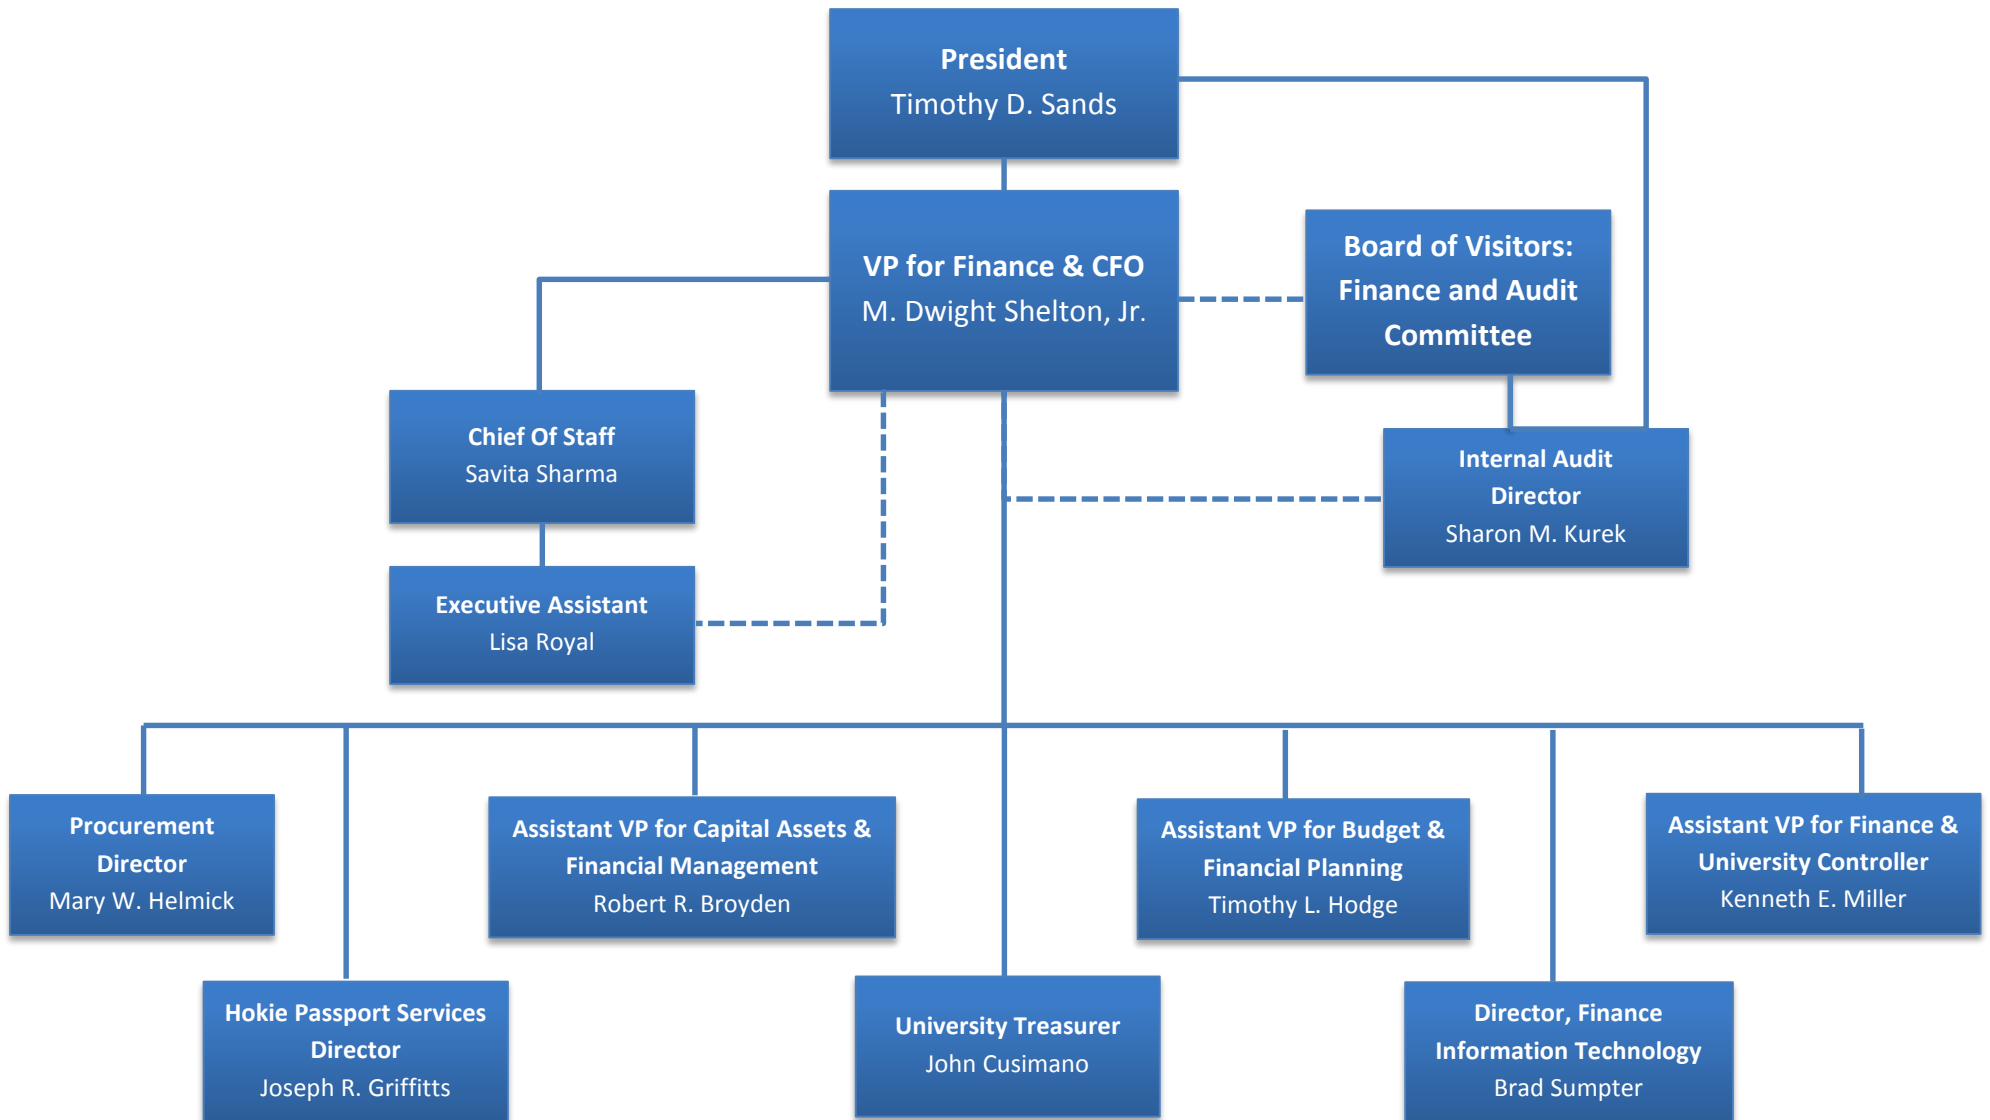 President
Timothy D. Sands
VP for Finance & CFO
M. Dwight Shelton, Jr.
Board of Visitors:
Finance and Audit
Committee
Chief Of Staff
Savita Sharma
Internal Audit
Director
Sharon M. Kurek
Executive Assistant
Lisa Royal
Procurement
Director
Mary W. Helmick
Assistant VP for Capital Assets &
Financial Management
Robert R. Broyden
Assistant VP for Budget &
Financial Planning
Timothy L. Hodge
Assistant VP for Finance &
University Controller
Kenneth E. Miller
Hokie Passport Services
Director
Joseph R. Griffitts
University Treasurer
John Cusimano
Director, Finance
Information Technology
Brad Sumpter